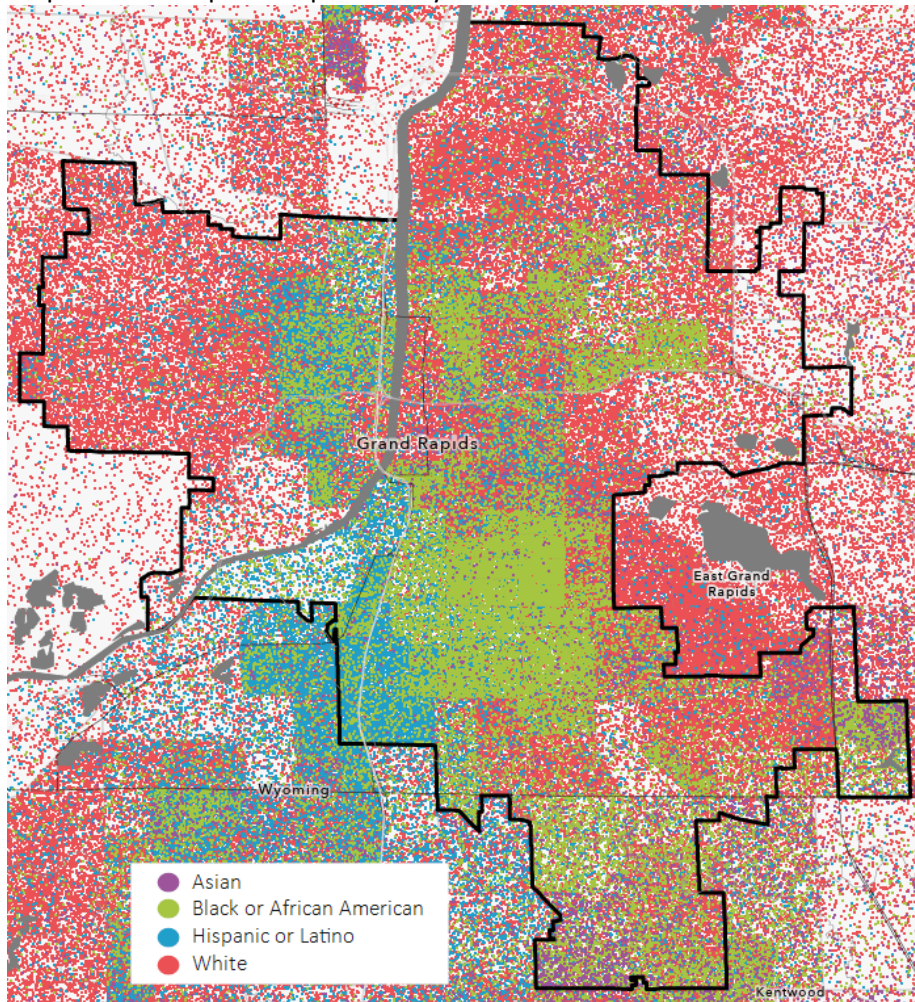 Grand Rapids
East Grand
Rapids
Wyoming
Asian
Black or African American
Hispanic or Latino
White
Kentwood